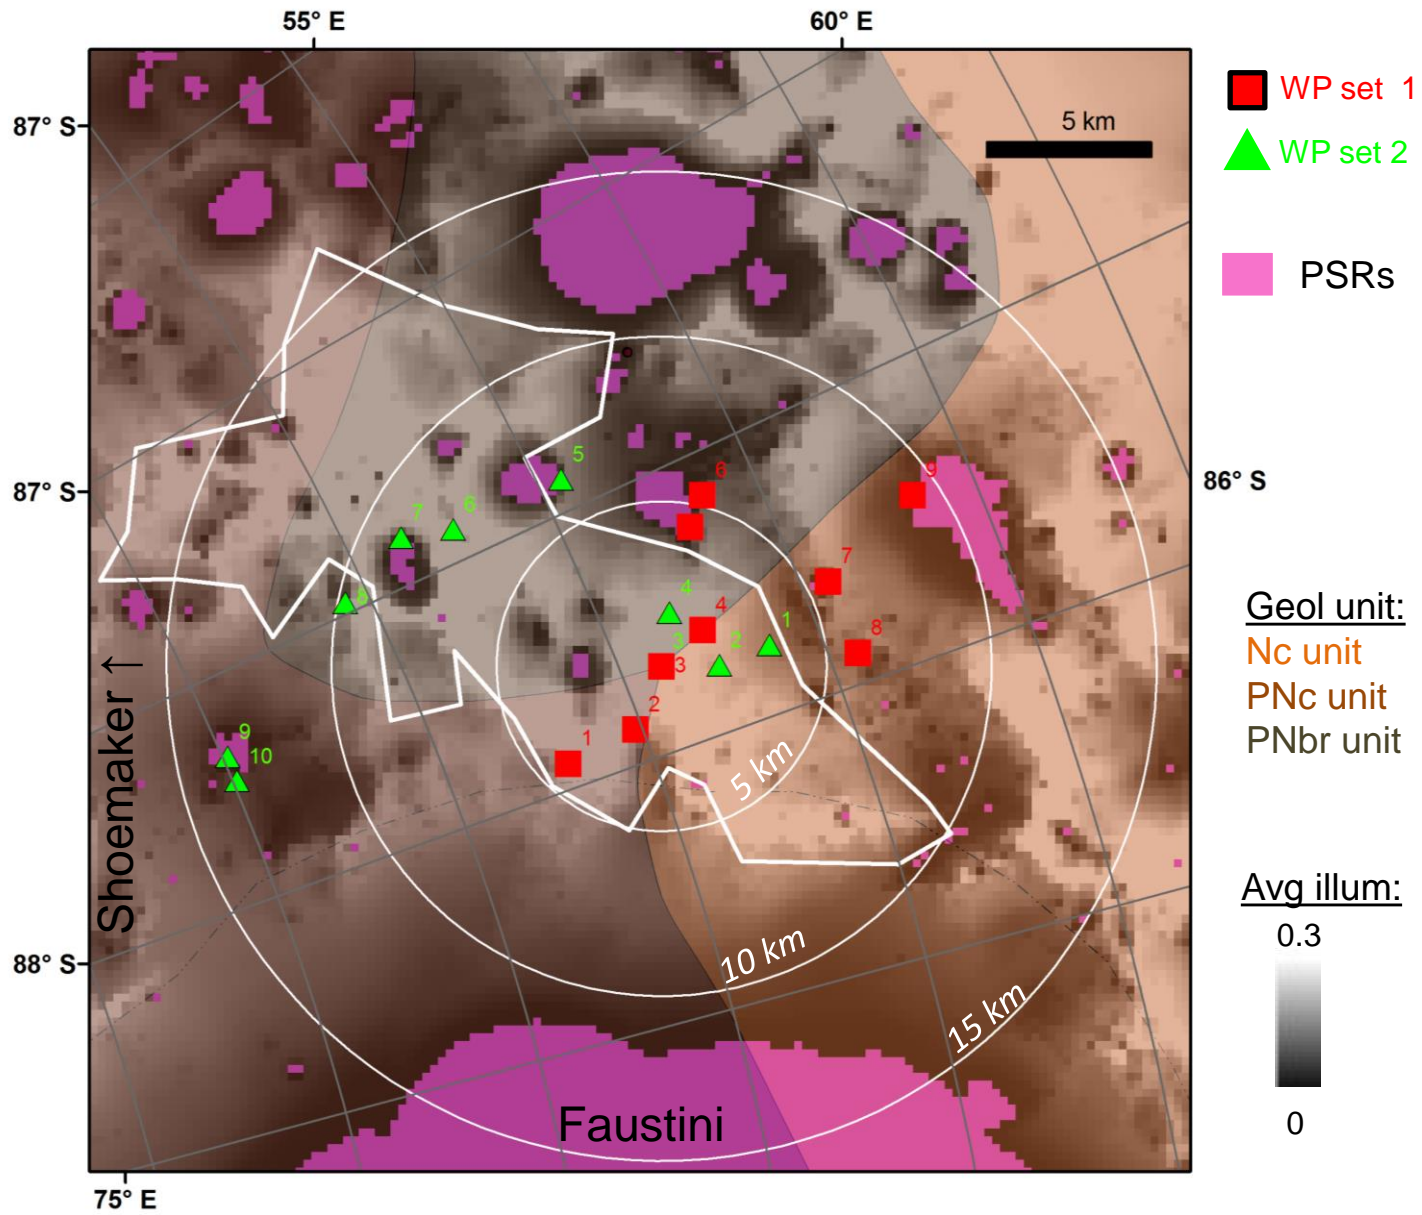 55° E
60° E
87° S
87° S
88° S
86° S
75° E
5 km
WP set 1
WP set 2
PSRs
Geol unit:
Nc unit
PNc unit
PNbr unit
Avg illum:
0.3
0
Shoemaker ↑
Faustini
5 km
10 km
15 km
5
6
9
7
6
7
8
4
4
1
8
3
2
3
2
1
9
10